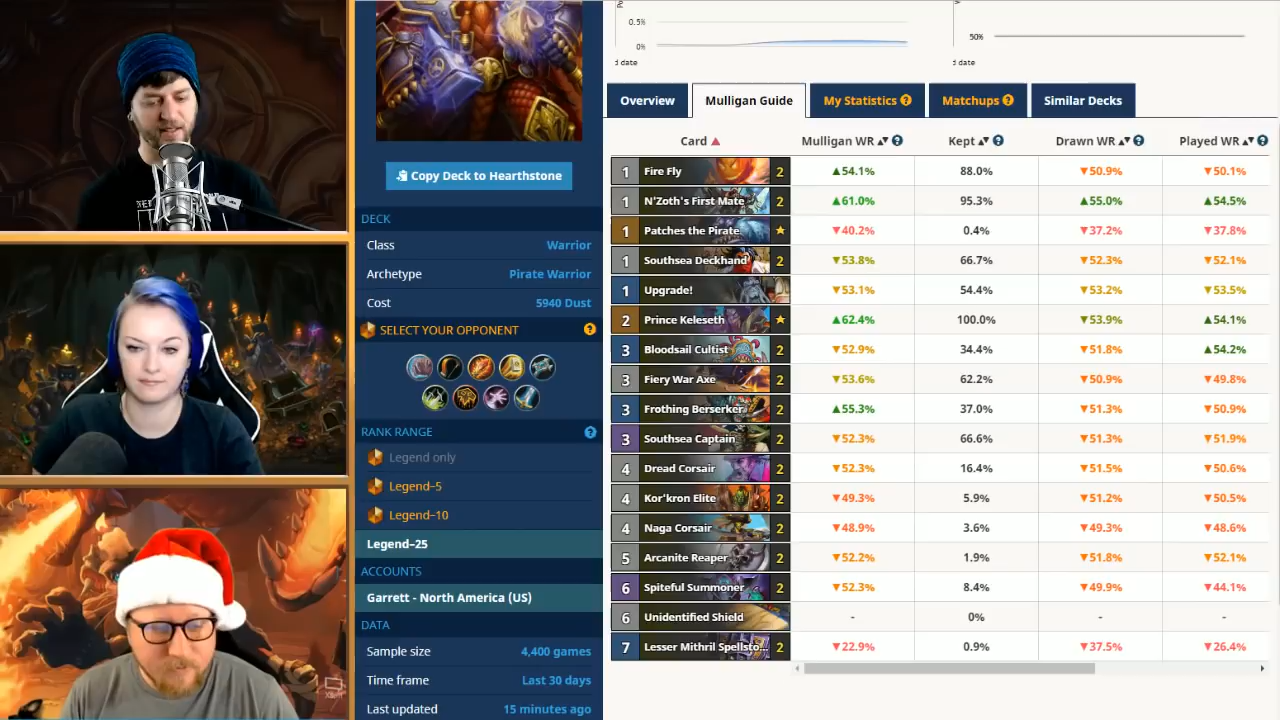 0.5%
0%
50%
d date
d date
Overview
Mulligan Guide
My Statistics ?
Matchups ?
Similar Decks
Card ▲ Mulligan WR ▲▼ ? Kept ▲▼ ? Drawn WR ▲▼ ? Played WR ▲▼ ?
1 Fire Fly 2 ▲54.1% 88.0% ▼50.9% ▼50.1%
1 N'Zoth's First Mate 2 ▲61.0% 95.3% ▲55.0% ▲54.5%
1 Patches the Pirate ★ ▼40.2% 0.4% ▼37.2% ▼37.8%
1 Southsea Deckhand 2 ▼53.8% 66.7% ▼52.3% ▼52.1%
1 Upgrade! ▼53.1% 54.4% ▼53.2% ▼53.5%
2 Prince Keleseth ★ ▲62.4% 100.0% ▼53.9% ▲54.1%
3 Bloodsail Cultist 2 ▼52.9% 34.4% ▼51.8% ▲54.2%
3 Fiery War Axe 2 ▼53.6% 62.2% ▼50.9% ▼49.8%
3 Frothing Berserker 2 ▲55.3% 37.0% ▼51.3% ▼50.9%
3 Southsea Captain 2 ▼52.3% 66.6% ▼51.3% ▼51.9%
4 Dread Corsair 2 ▼52.3% 16.4% ▼51.5% ▼50.6%
4 Kor'kron Elite 2 ▼49.3% 5.9% ▼51.2% ▼50.5%
4 Naga Corsair 2 ▼48.9% 3.6% ▼49.3% ▼48.6%
5 Arcanite Reaper 2 ▼52.2% 1.9% ▼51.8% ▼52.1%
6 Spiteful Summoner 2 ▼52.3% 8.4% ▼49.9% ▼44.1%
6 Unidentified Shield - 0% - -
7 Lesser Mithril Spellsto... 2 ▼22.9% 0.9% ▼37.5% ▼26.4%
Copy Deck to Hearthstone
DECK
Class Warrior
Archetype Pirate Warrior
Cost 5940 Dust
SELECT YOUR OPPONENT ?
RANK RANGE ?
Legend only
Legend–5
Legend–10
Legend–25
ACCOUNTS
Garrett - North America (US)
DATA
Sample size 4,400 games
Time frame Last 30 days
Last updated 15 minutes ago